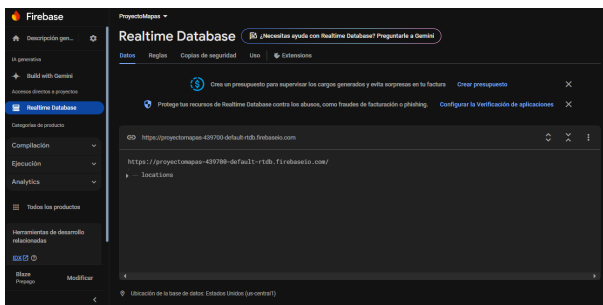 Firebase
ProyectoMapas
Descripción gen...
Realtime Database
¿Necesitas ayuda con Realtime Database? Pregúntarle a Gemini
Datos Reglas Copias de seguridad Uso Extensions
IA generativa
Build with Gemini
Accesos directos a proyectos
Realtime Database
Categorías de producto
Compilación
Ejecución
Analytics
Todos los productos
Herramientas de desarrollo
relacionadas
IDX
Blaze
Prepago
Modificar
Crea un presupuesto para supervisar los cargos generados y evita sorpresas en tu factura Crear presupuesto
Protege tus recursos de Realtime Database contra los abusos, como fraudes de facturación o phishing. Configurar la Verificación de aplicaciones
https://proyectomapas-439700-default-rtdb.firebaseio.com
https://proyectomapas-439700-default-rtdb.firebaseio.com/
locations
Ubicación de la base de datos: Estados Unidos (us-central1)